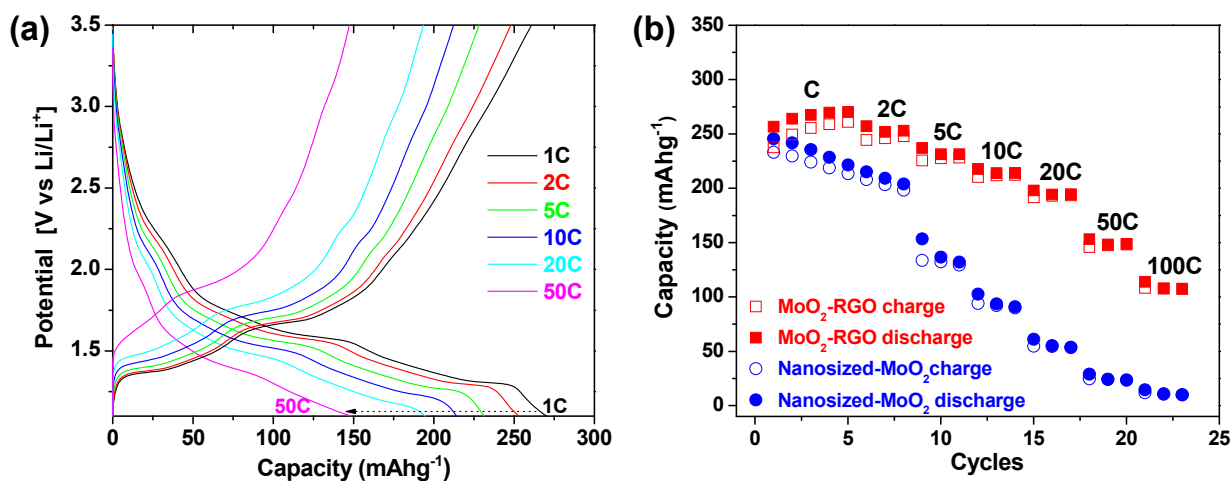 (a)
3.5
3.0
2.5
2.0
1.5
Potential [V vs Li/Li⁺]
1C
2C
5C
10C
20C
50C
50C
1C
0 50 100 150 200 250 300
Capacity (mAhg⁻¹)
(b)
350
300
250
200
150
100
50
0
Capacity (mAhg⁻¹)
C
2C
5C
10C
20C
50C
100C
MoO₂-RGO charge
MoO₂-RGO discharge
Nanosized-MoO₂charge
Nanosized-MoO₂ discharge
0 5 10 15 20 25
Cycles